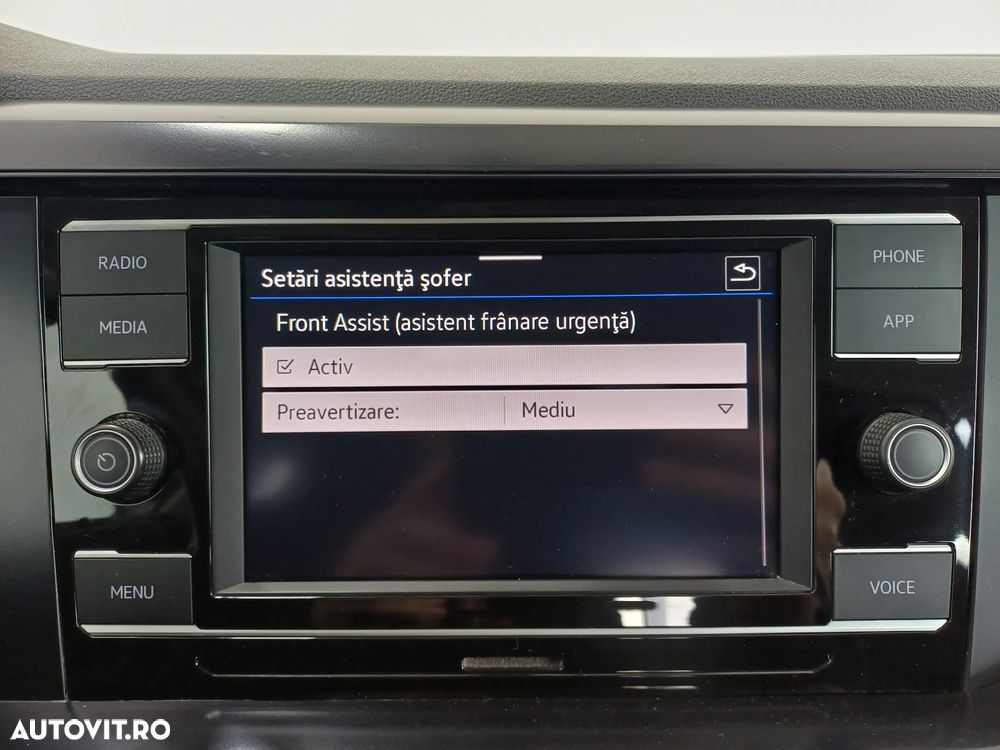 RADIO
MEDIA
MENU
Setări asistenţă şofer
Front Assist (asistent frânare urgenţă)
Activ
Preavertizare: Mediu
PHONE
APP
VOICE
AUTOVIT.RO